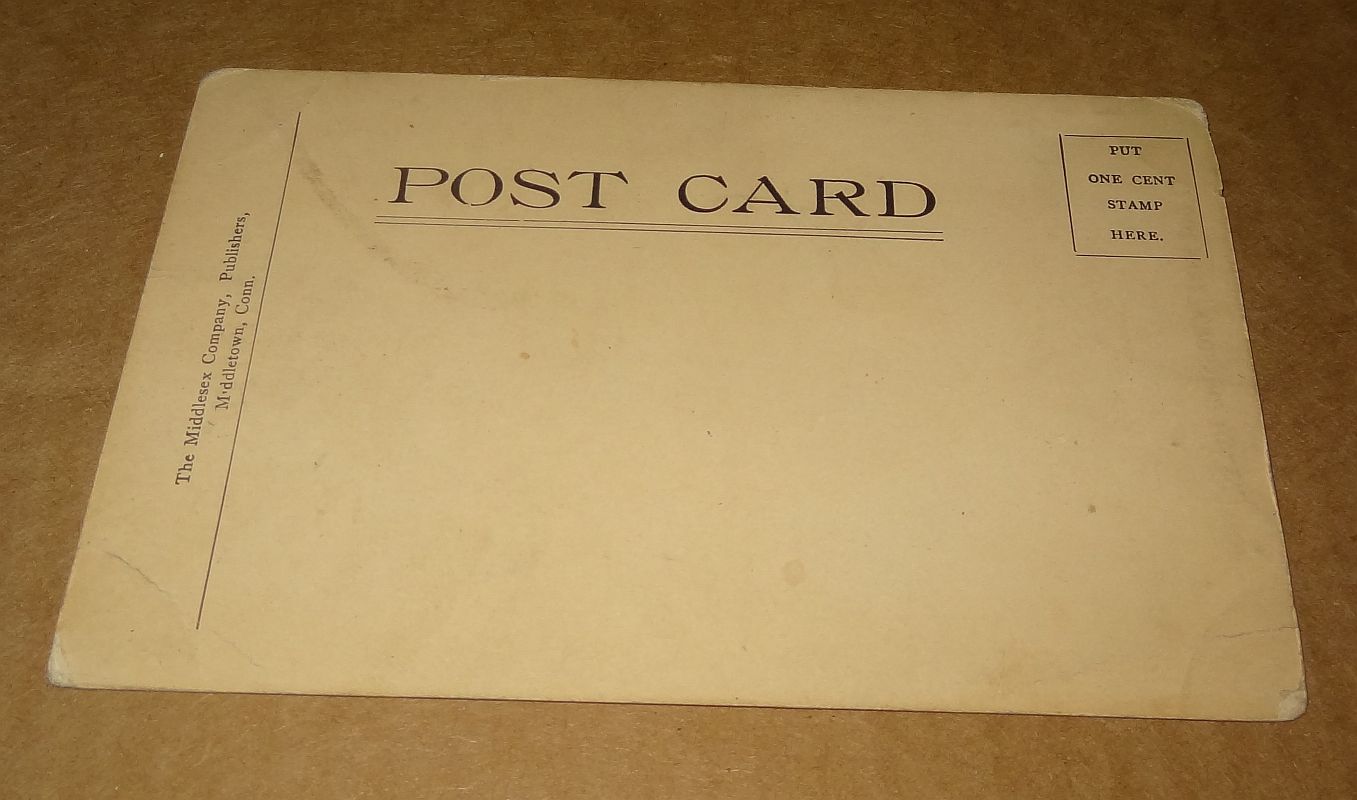 POST CARD
PUT
ONE CENT
STAMP
HERE.
The Middlesex Company, Publishers,
Middletown, Conn.